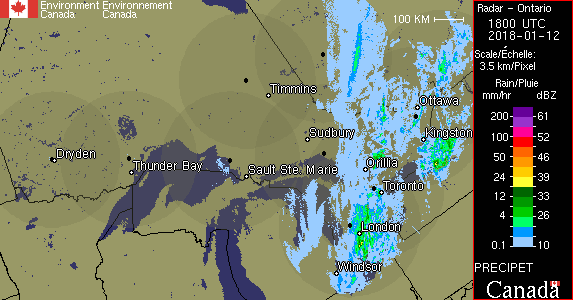 Environment Environnement
Canada Canada
100 KM
Timmins
Ottawa
Sudbury
Kingston
Dryden
Thunder Bay
Sault Ste. Marie
Orillia
Toronto
London
Windsor
Radar - Ontario
1800 UTC
2018-01-12
Scale/Échelle:
3.5 km/Pixel
Rain/Pluie
mm/hr dBZ
200 61
100 52
50 46
24 39
12 33
4 26
0.1 10
PRECIPET
Canada